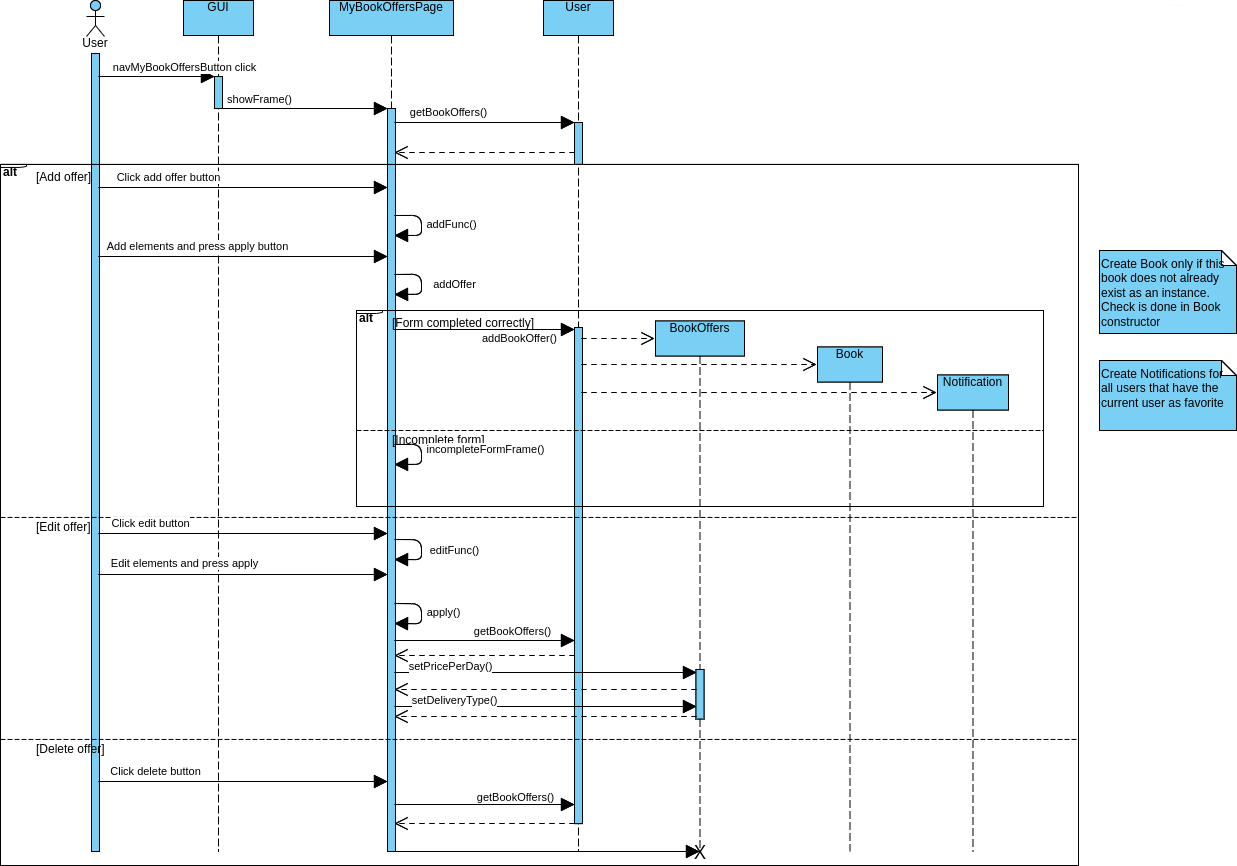 GUI
MyBookOffersPage
User
User
navMyBookOffersButton click
showFrame()
getBookOffers()
alt
[Add offer]
Click add offer button
addFunc()
Add elements and press apply button
addOffer
alt
[Form completed correctly]
addBookOffer()
BookOffers
Book
Notification
[Incomplete form]
incompleteFormFrame()
Create Book only if this
book does not already
exist as an instance.
Check is done in Book
constructor
Create Notifications for
all users that have the
current user as favorite
[Edit offer]
Click edit button
editFunc()
Edit elements and press apply
apply()
getBookOffers()
setPricePerDay()
setDeliveryType()
[Delete offer]
Click delete button
getBookOffers()
X